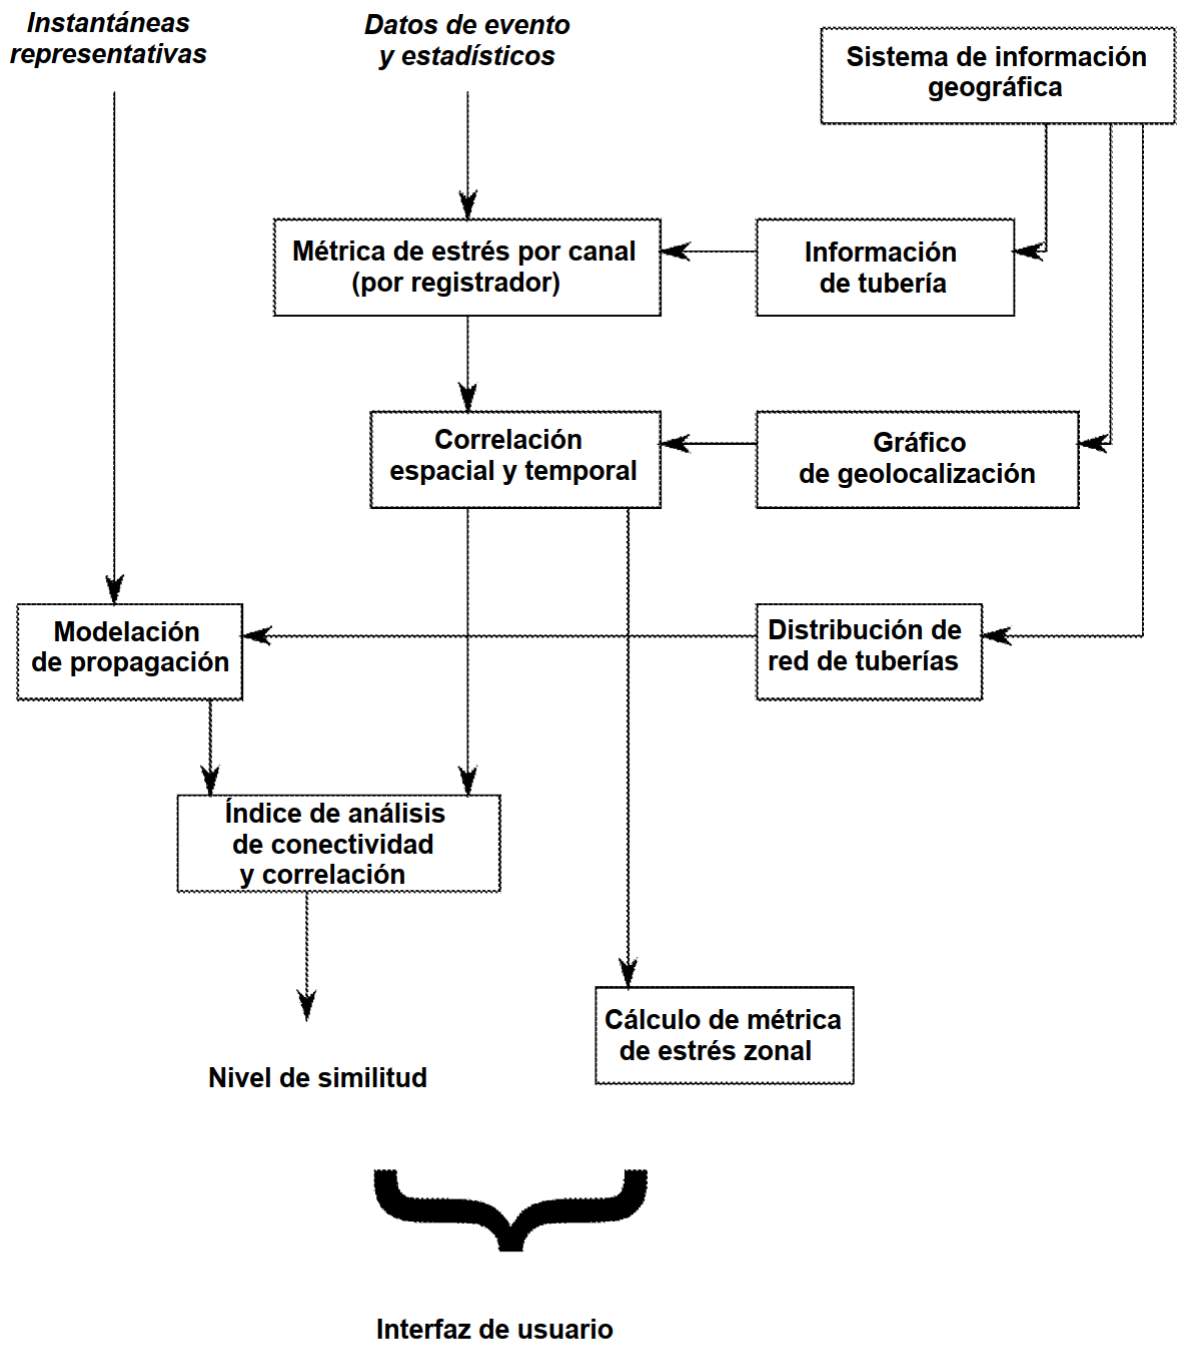 Instantáneas
representativas
Datos de evento
y estadísticos
Sistema de información
geográfica
Métrica de estrés por canal
(por registrador)
Información
de tubería
Correlación
espacial y temporal
Gráfico
de geolocalización
Modelación
de propagación
Distribución de
red de tuberías
Índice de análisis
de conectividad
y correlación
Cálculo de métrica
de estrés zonal
Nivel de similitud
Interfaz de usuario